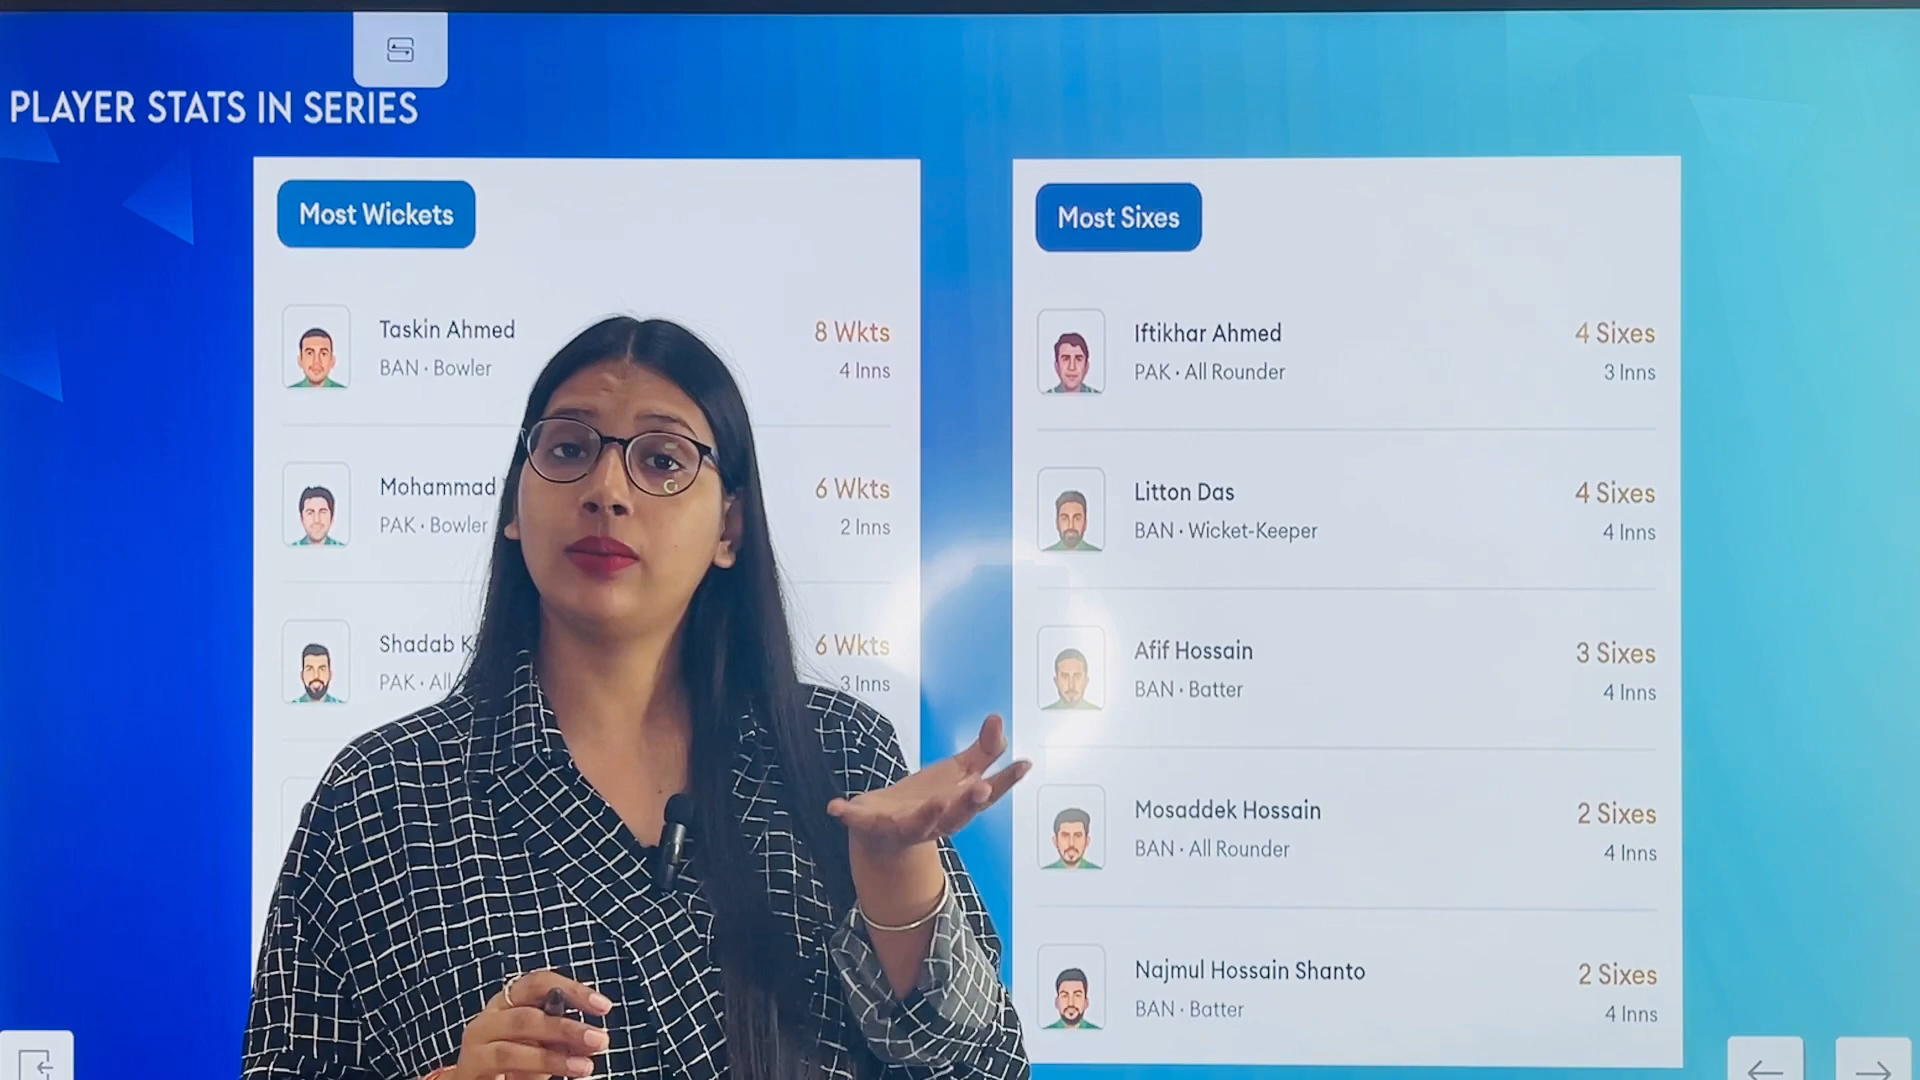 PLAYER STATS IN SERIES
Most Wickets
Taskin Ahmed
BAN · Bowler
8 Wkts
4 Inns
Mohammad
PAK · Bowler
6 Wkts
2 Inns
Shadab
PAK · All
6 Wkts
3 Inns
Most Sixes
Iftikhar Ahmed
PAK · All Rounder
4 Sixes
3 Inns
Litton Das
BAN · Wicket-Keeper
4 Sixes
4 Inns
Afif Hossain
BAN · Batter
3 Sixes
4 Inns
Mosaddek Hossain
BAN · All Rounder
2 Sixes
4 Inns
Najmul Hossain Shanto
BAN · Batter
2 Sixes
4 Inns